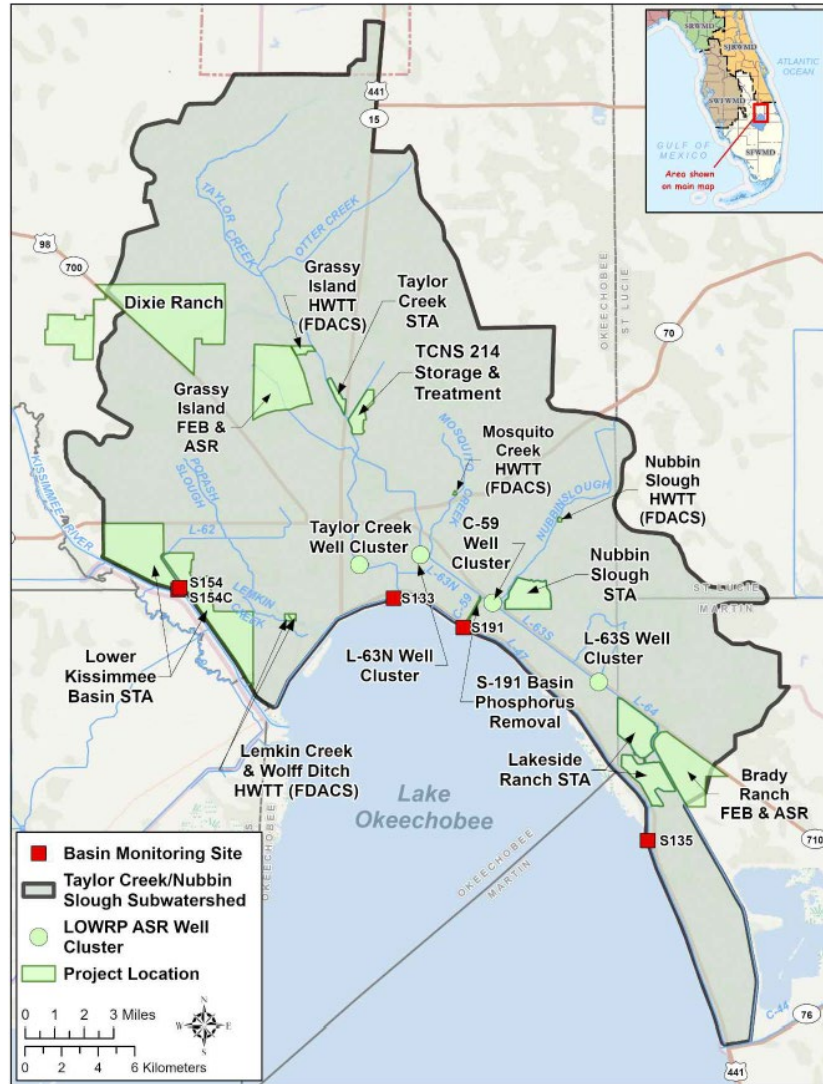 SRWMD
SJRWMD
ATLANTIC
OCEAN
SWFWMD
GULF OF
MEXICO
SFWMD
Area shown
on main map
441
15
TAYLOR
CREEK
OTTER CREEK
98
700
Dixie Ranch
Grassy
Island
HWTT
(FDACS)
Taylor
Creek
STA
TCNS 214
Storage &
Treatment
Grassy
Island
FEB &
ASR
OKEECHOBEE
ST LUCIE
70
MOSQUITO
CREEK
Mosquito
Creek
HWTT
(FDACS)
Nubbin
Slough
HWTT
(FDACS)
NUBBIN SLOUGH
KISSIMMEE RIVER
POPASH
SLOUGH
L-62
Taylor Creek
Well Cluster
C-59
Well
Cluster
L-63N
Nubbin
Slough
STA
S154
S154C
LEMKIN
CREEK
S133
C-59
S191
L-63S
L-47
ST LUCIE
MARTIN
L-63S Well
Cluster
Lower
Kissimmee
Basin STA
L-63N Well
Cluster
S-191 Basin
Phosphorus
Removal
L-64
Lemkin Creek
& Wolff Ditch
HWTT (FDACS)
Lakeside
Ranch STA
Brady
Ranch
FEB & ASR
Lake
Okeechobee
OKEECHOBEE
OKEECHOBEE
MARTIN
S135
710
Basin Monitoring Site
Taylor Creek/Nubbin
Slough Subwatershed
LOWRP ASR Well
Cluster
Project Location
0 1 2 3 Miles
0 2 4 6 Kilometers
N
W E
S
C-44
76
441